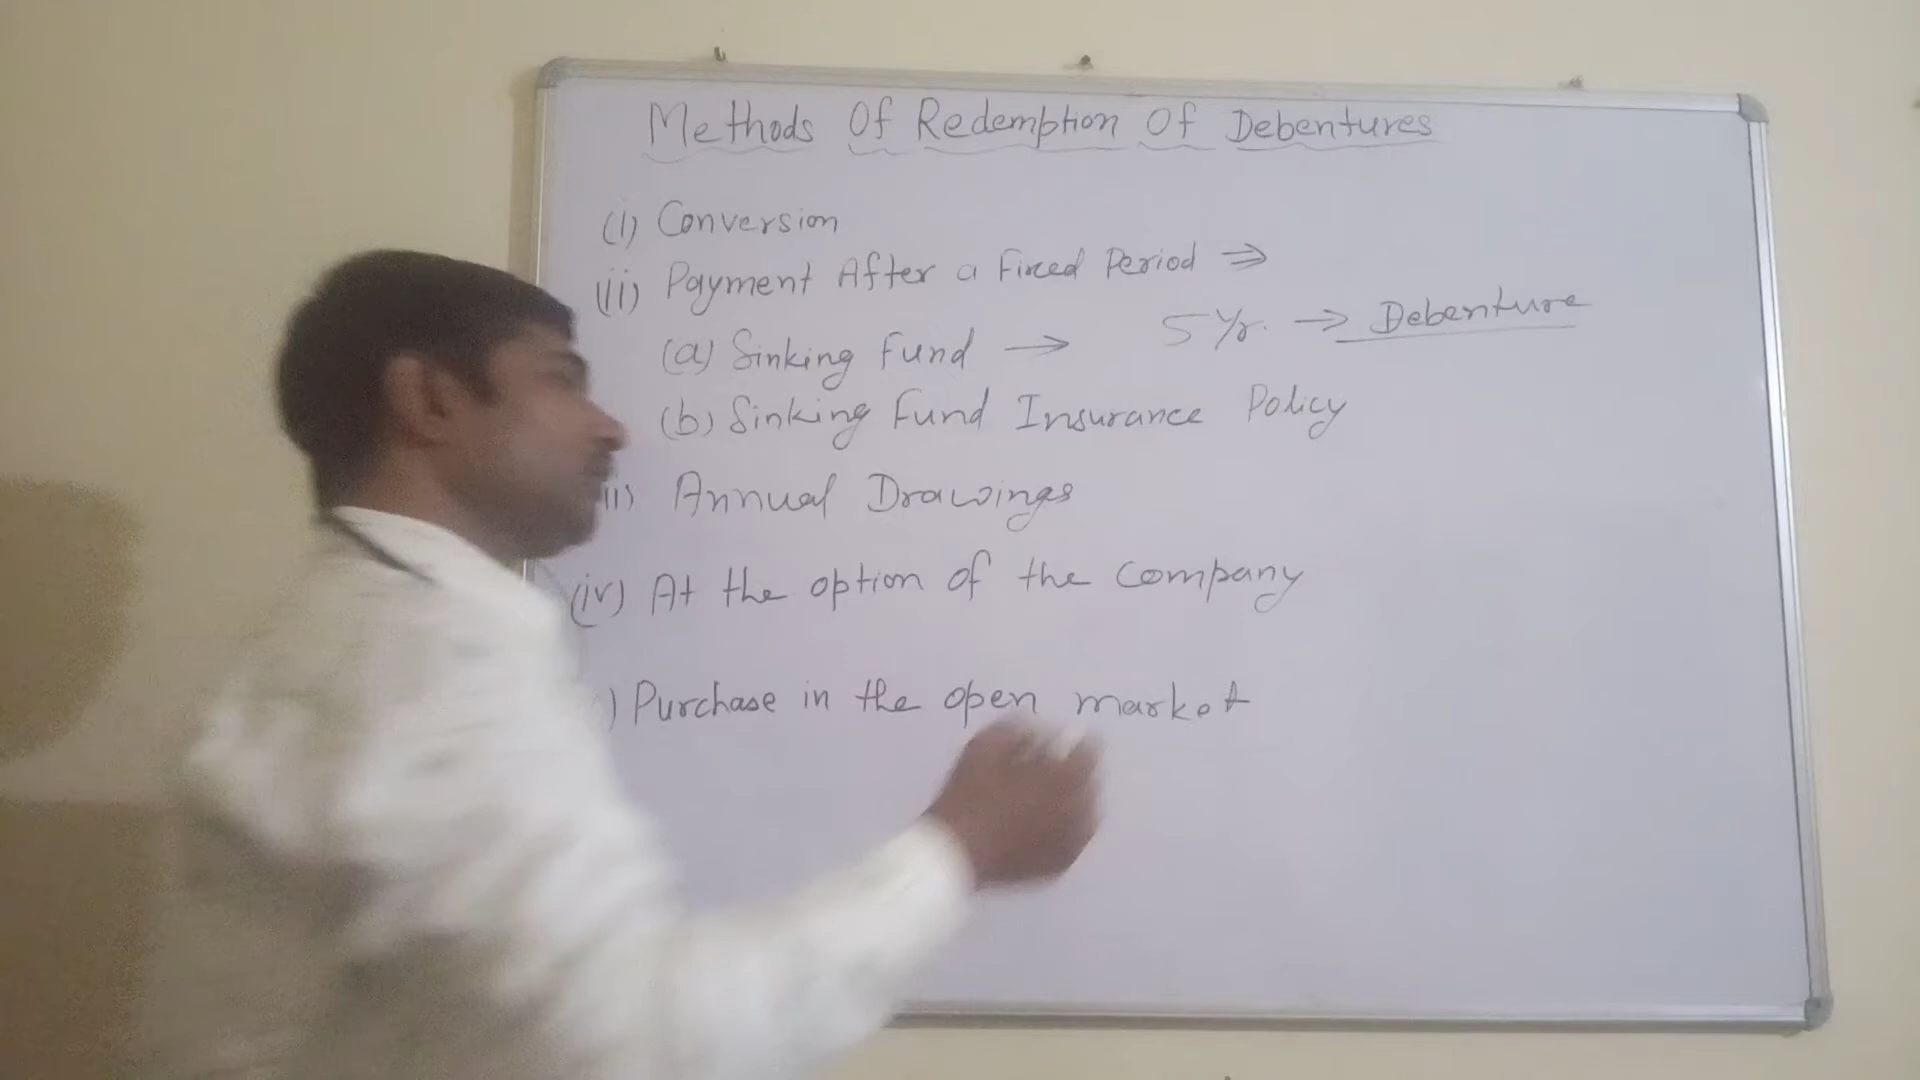 Methods Of Redemption Of Debentures
(i) Conversion
(ii) Payment After a Fixed Period ⇒
5 Yr. → Debenture
(a) Sinking Fund →
(b) Sinking Fund Insurance Policy
ii) Annual Drawings
(iv) At the option of the Company
) Purchase in the open market